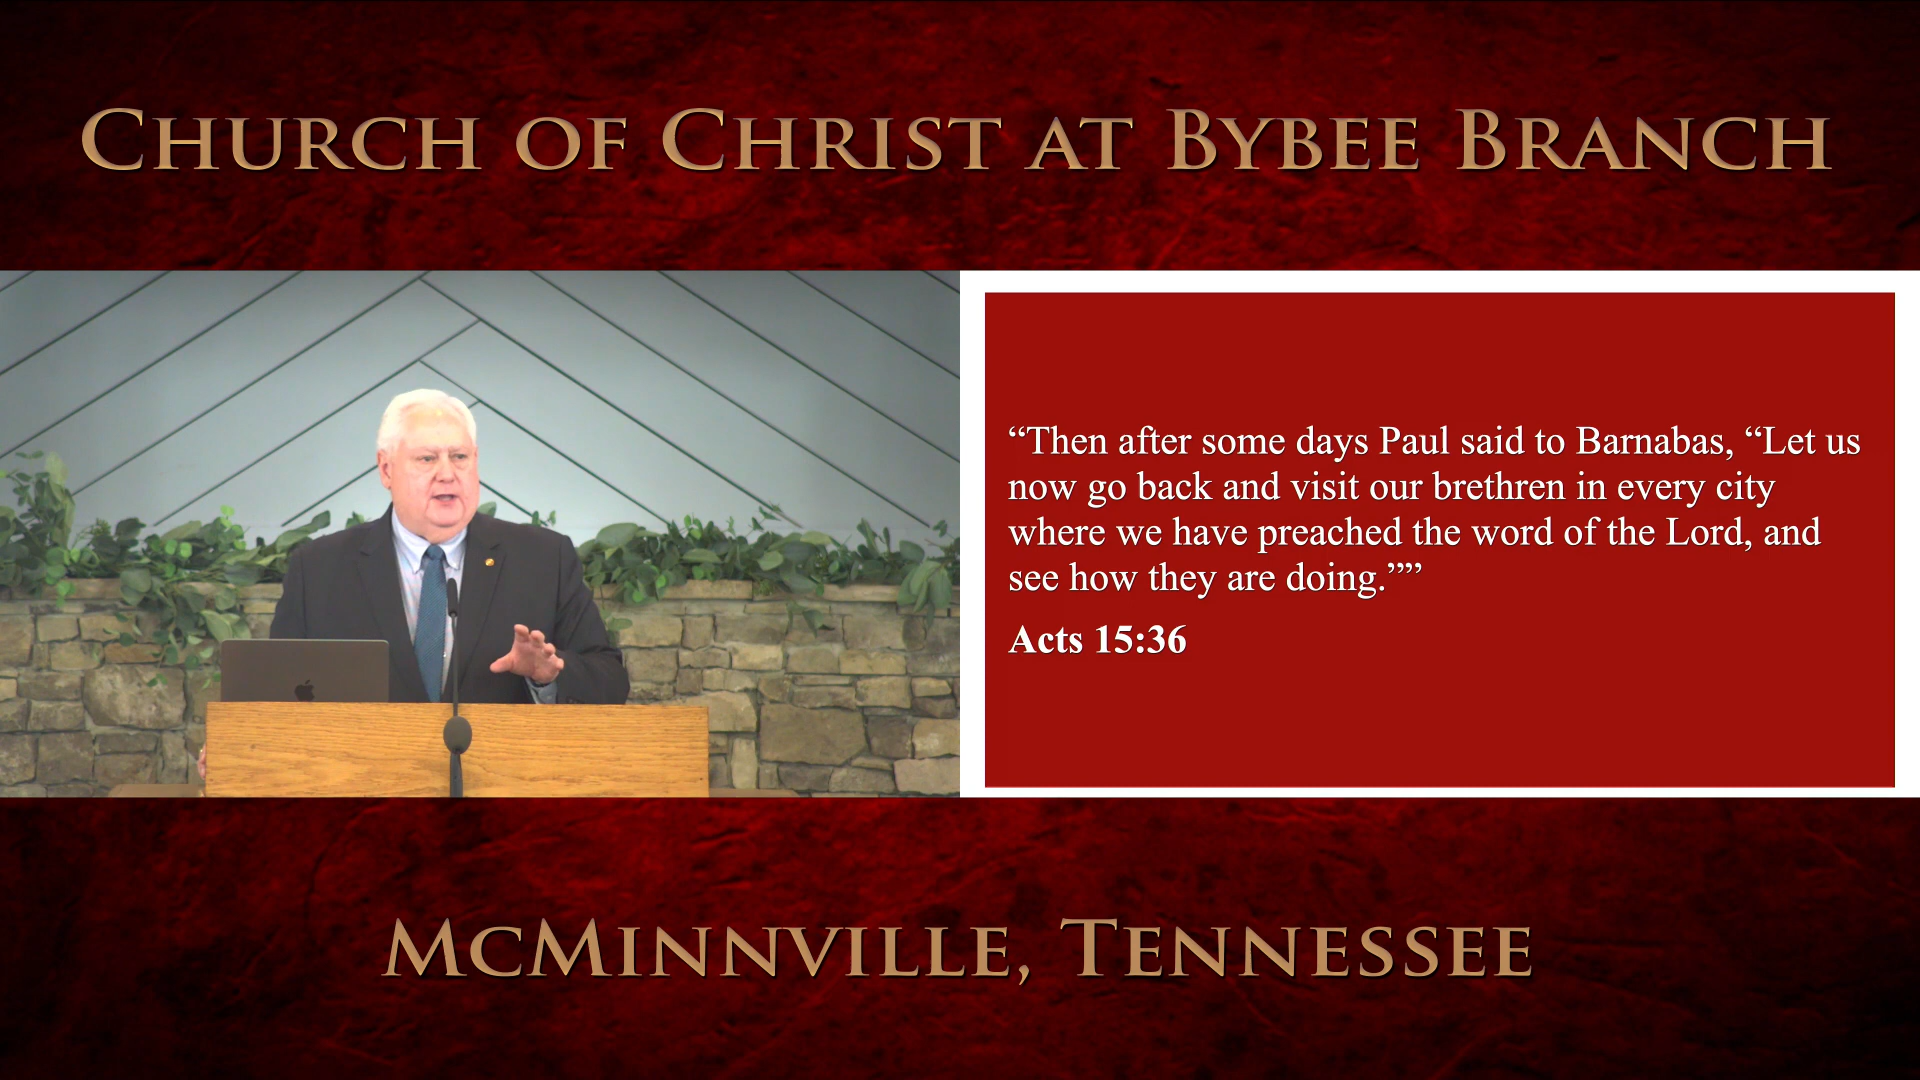 CHURCH OF CHRIST AT BYBEE BRANCH
“Then after some days Paul said to Barnabas, “Let us
now go back and visit our brethren in every city
where we have preached the word of the Lord, and
see how they are doing.””
Acts 15:36
MCMINNVILLE, TENNESSEE